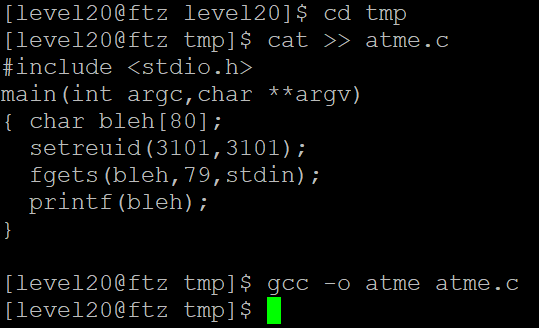 [level20@ftz level20]$ cd tmp
[level20@ftz tmp]$ cat >> atme.c
#include <stdio.h>
main(int argc,char **argv)
{ char bleh[80];
  setreuid(3101,3101);
  fgets(bleh,79,stdin);
  printf(bleh);
}
[level20@ftz tmp]$ gcc -o atme atme.c
[level20@ftz tmp]$